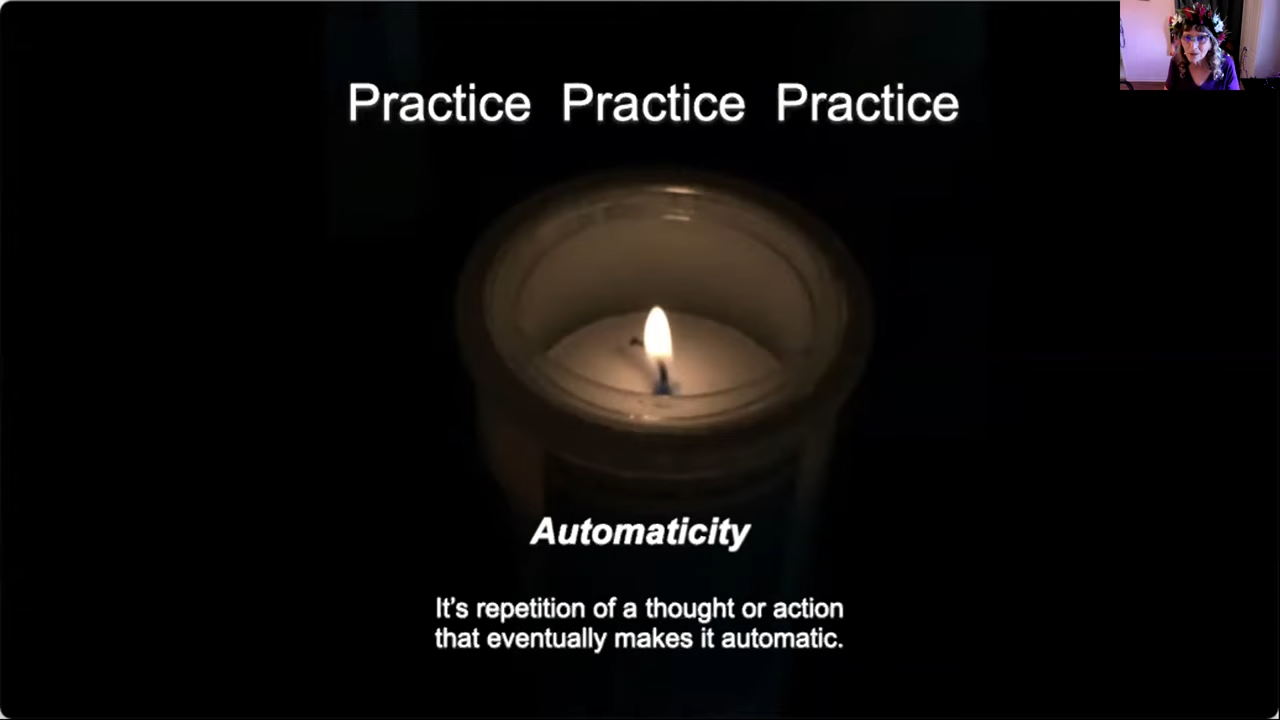 Practice Practice Practice
Automaticity
It's repetition of a thought or action
that eventually makes it automatic.